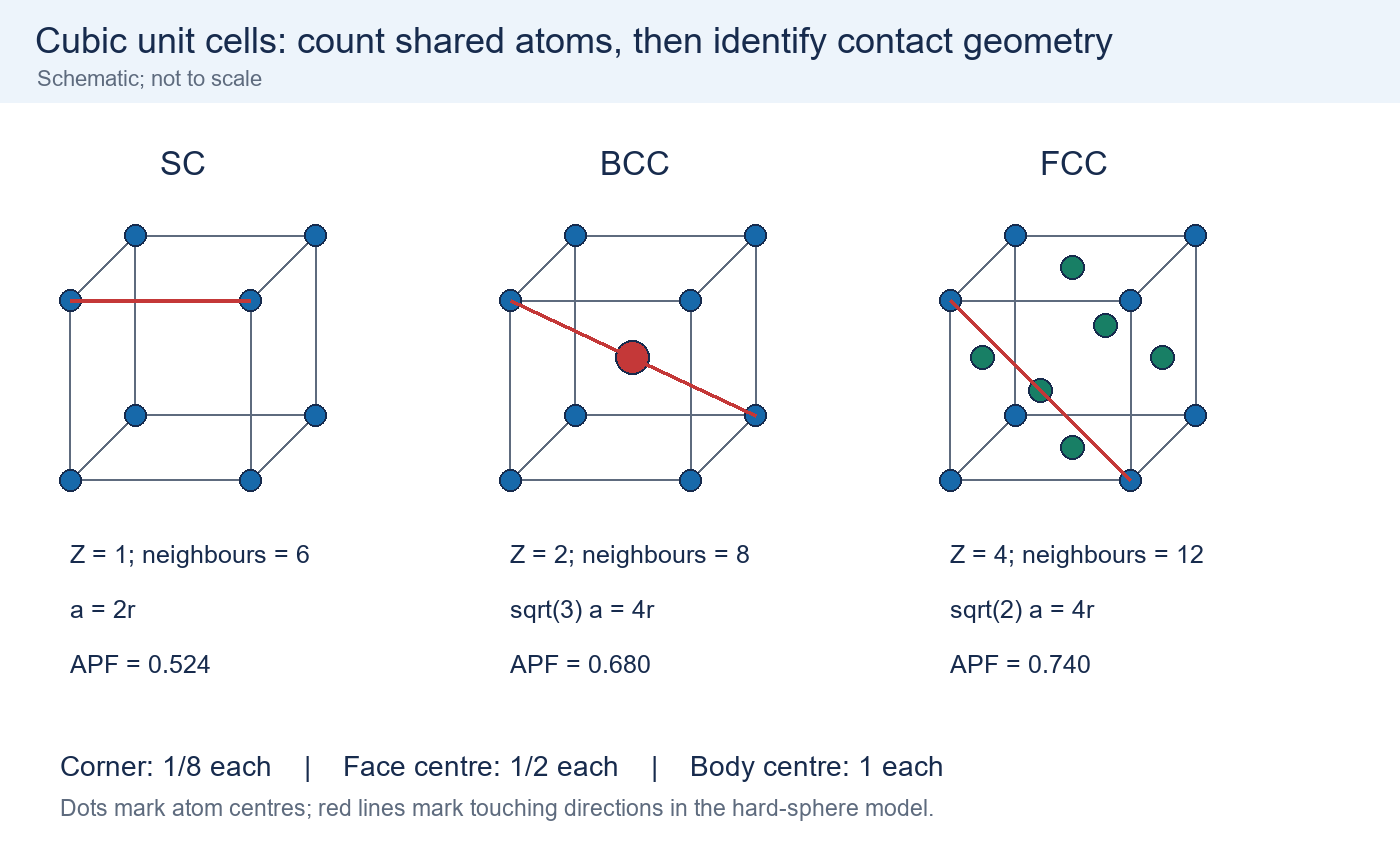 Cubic unit cells: count shared atoms, then identify contact geometry
Schematic; not to scale
SC
BCC
FCC
Z = 1; neighbours = 6
a = 2r
APF = 0.524
Z = 2; neighbours = 8
sqrt(3) a = 4r
APF = 0.680
Z = 4; neighbours = 12
sqrt(2) a = 4r
APF = 0.740
Corner: 1/8 each | Face centre: 1/2 each | Body centre: 1 each
Dots mark atom centres; red lines mark touching directions in the hard-sphere model.